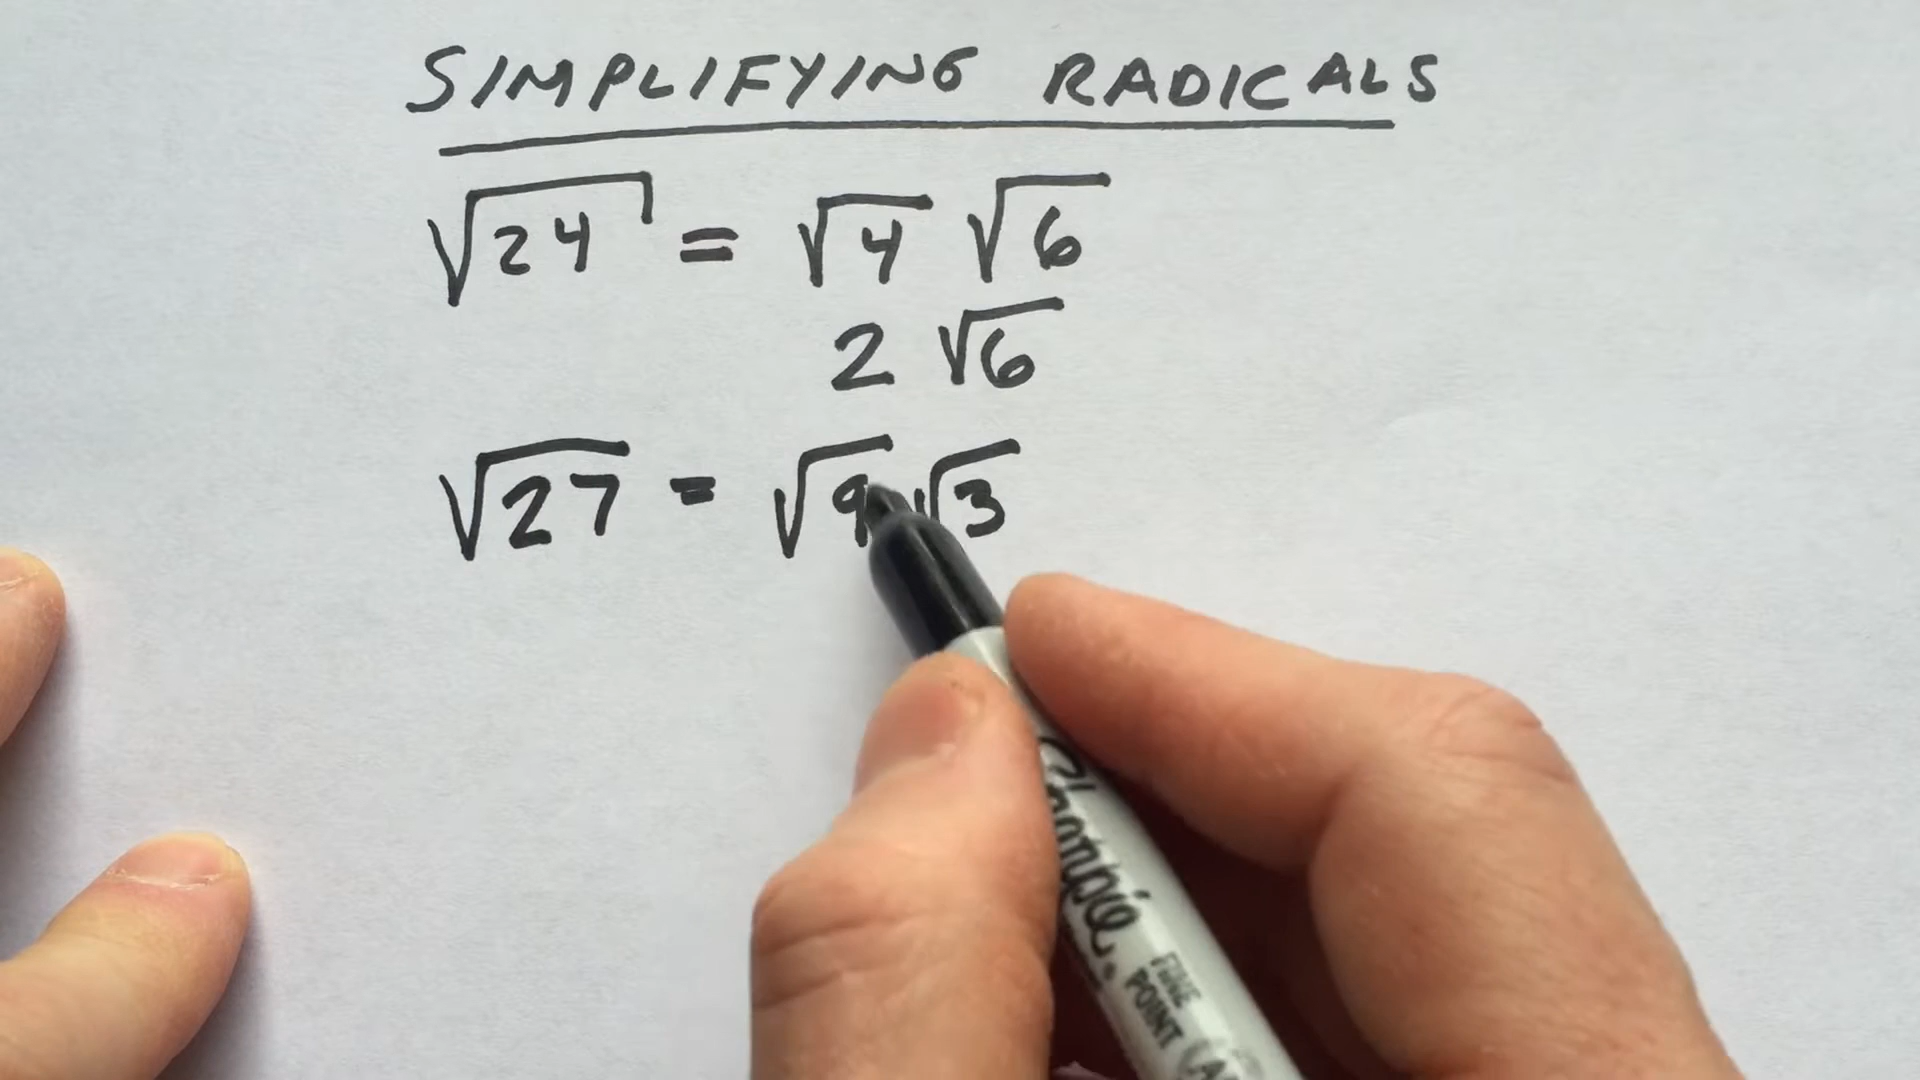 SIMPLIFYING RADICALS
√24 = √4 √6
2 √6
√27 = √9 √3
Sharpie.
FINE
POINT